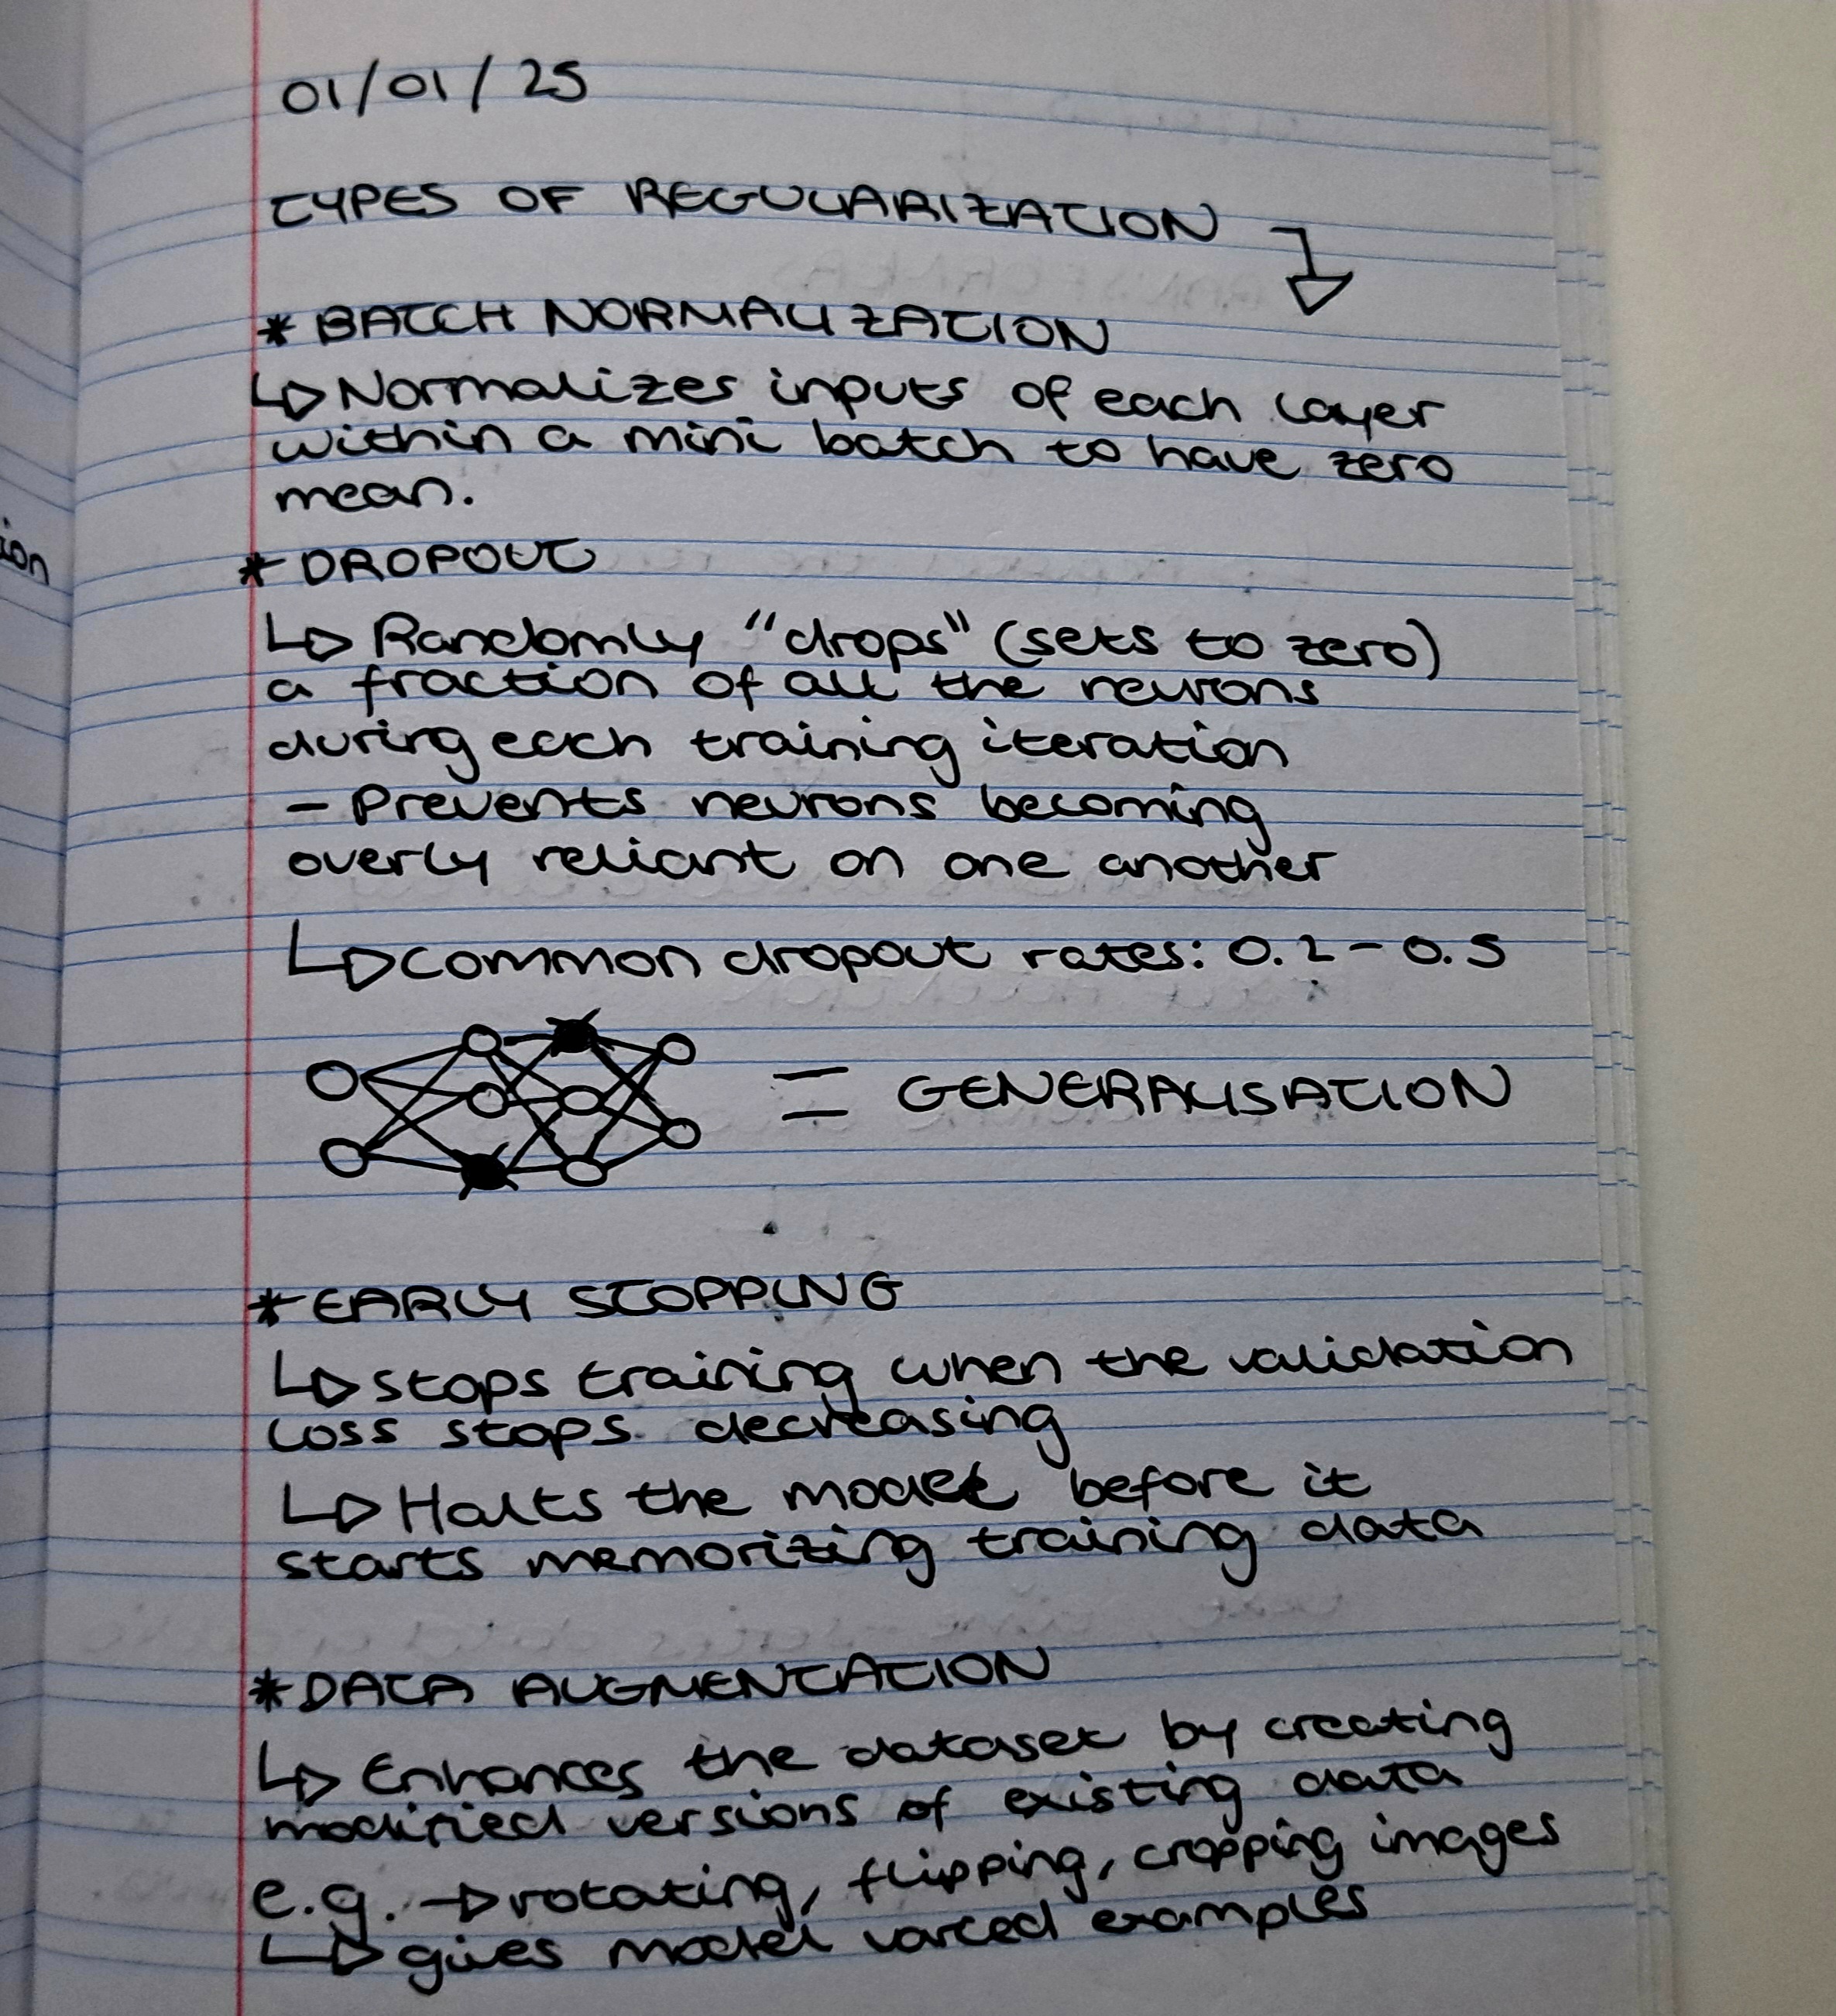 01/01/25
TYPES OF REGULARIZATION
* BATCH NORMALIZATION
Normalizes inputs of each layer
within a mini batch to have zero
mean.
ion
* DROPOUT
Randomly "drops" (sets to zero)
a fraction of all the neurons
during each training iteration
- Prevents neurons becoming
overly reliant on one another
common dropout rates: 0.2 - 0.5
= GENERALISATION
* EARLY STOPPING
stops training when the validation
loss stops decreasing
Halts the model before it
starts memorizing training data
* DATA AUGMENTATION
Enhances the dataset by creating
modified versions of existing data
e.g. → rotating, flipping, cropping images
gives model varied examples